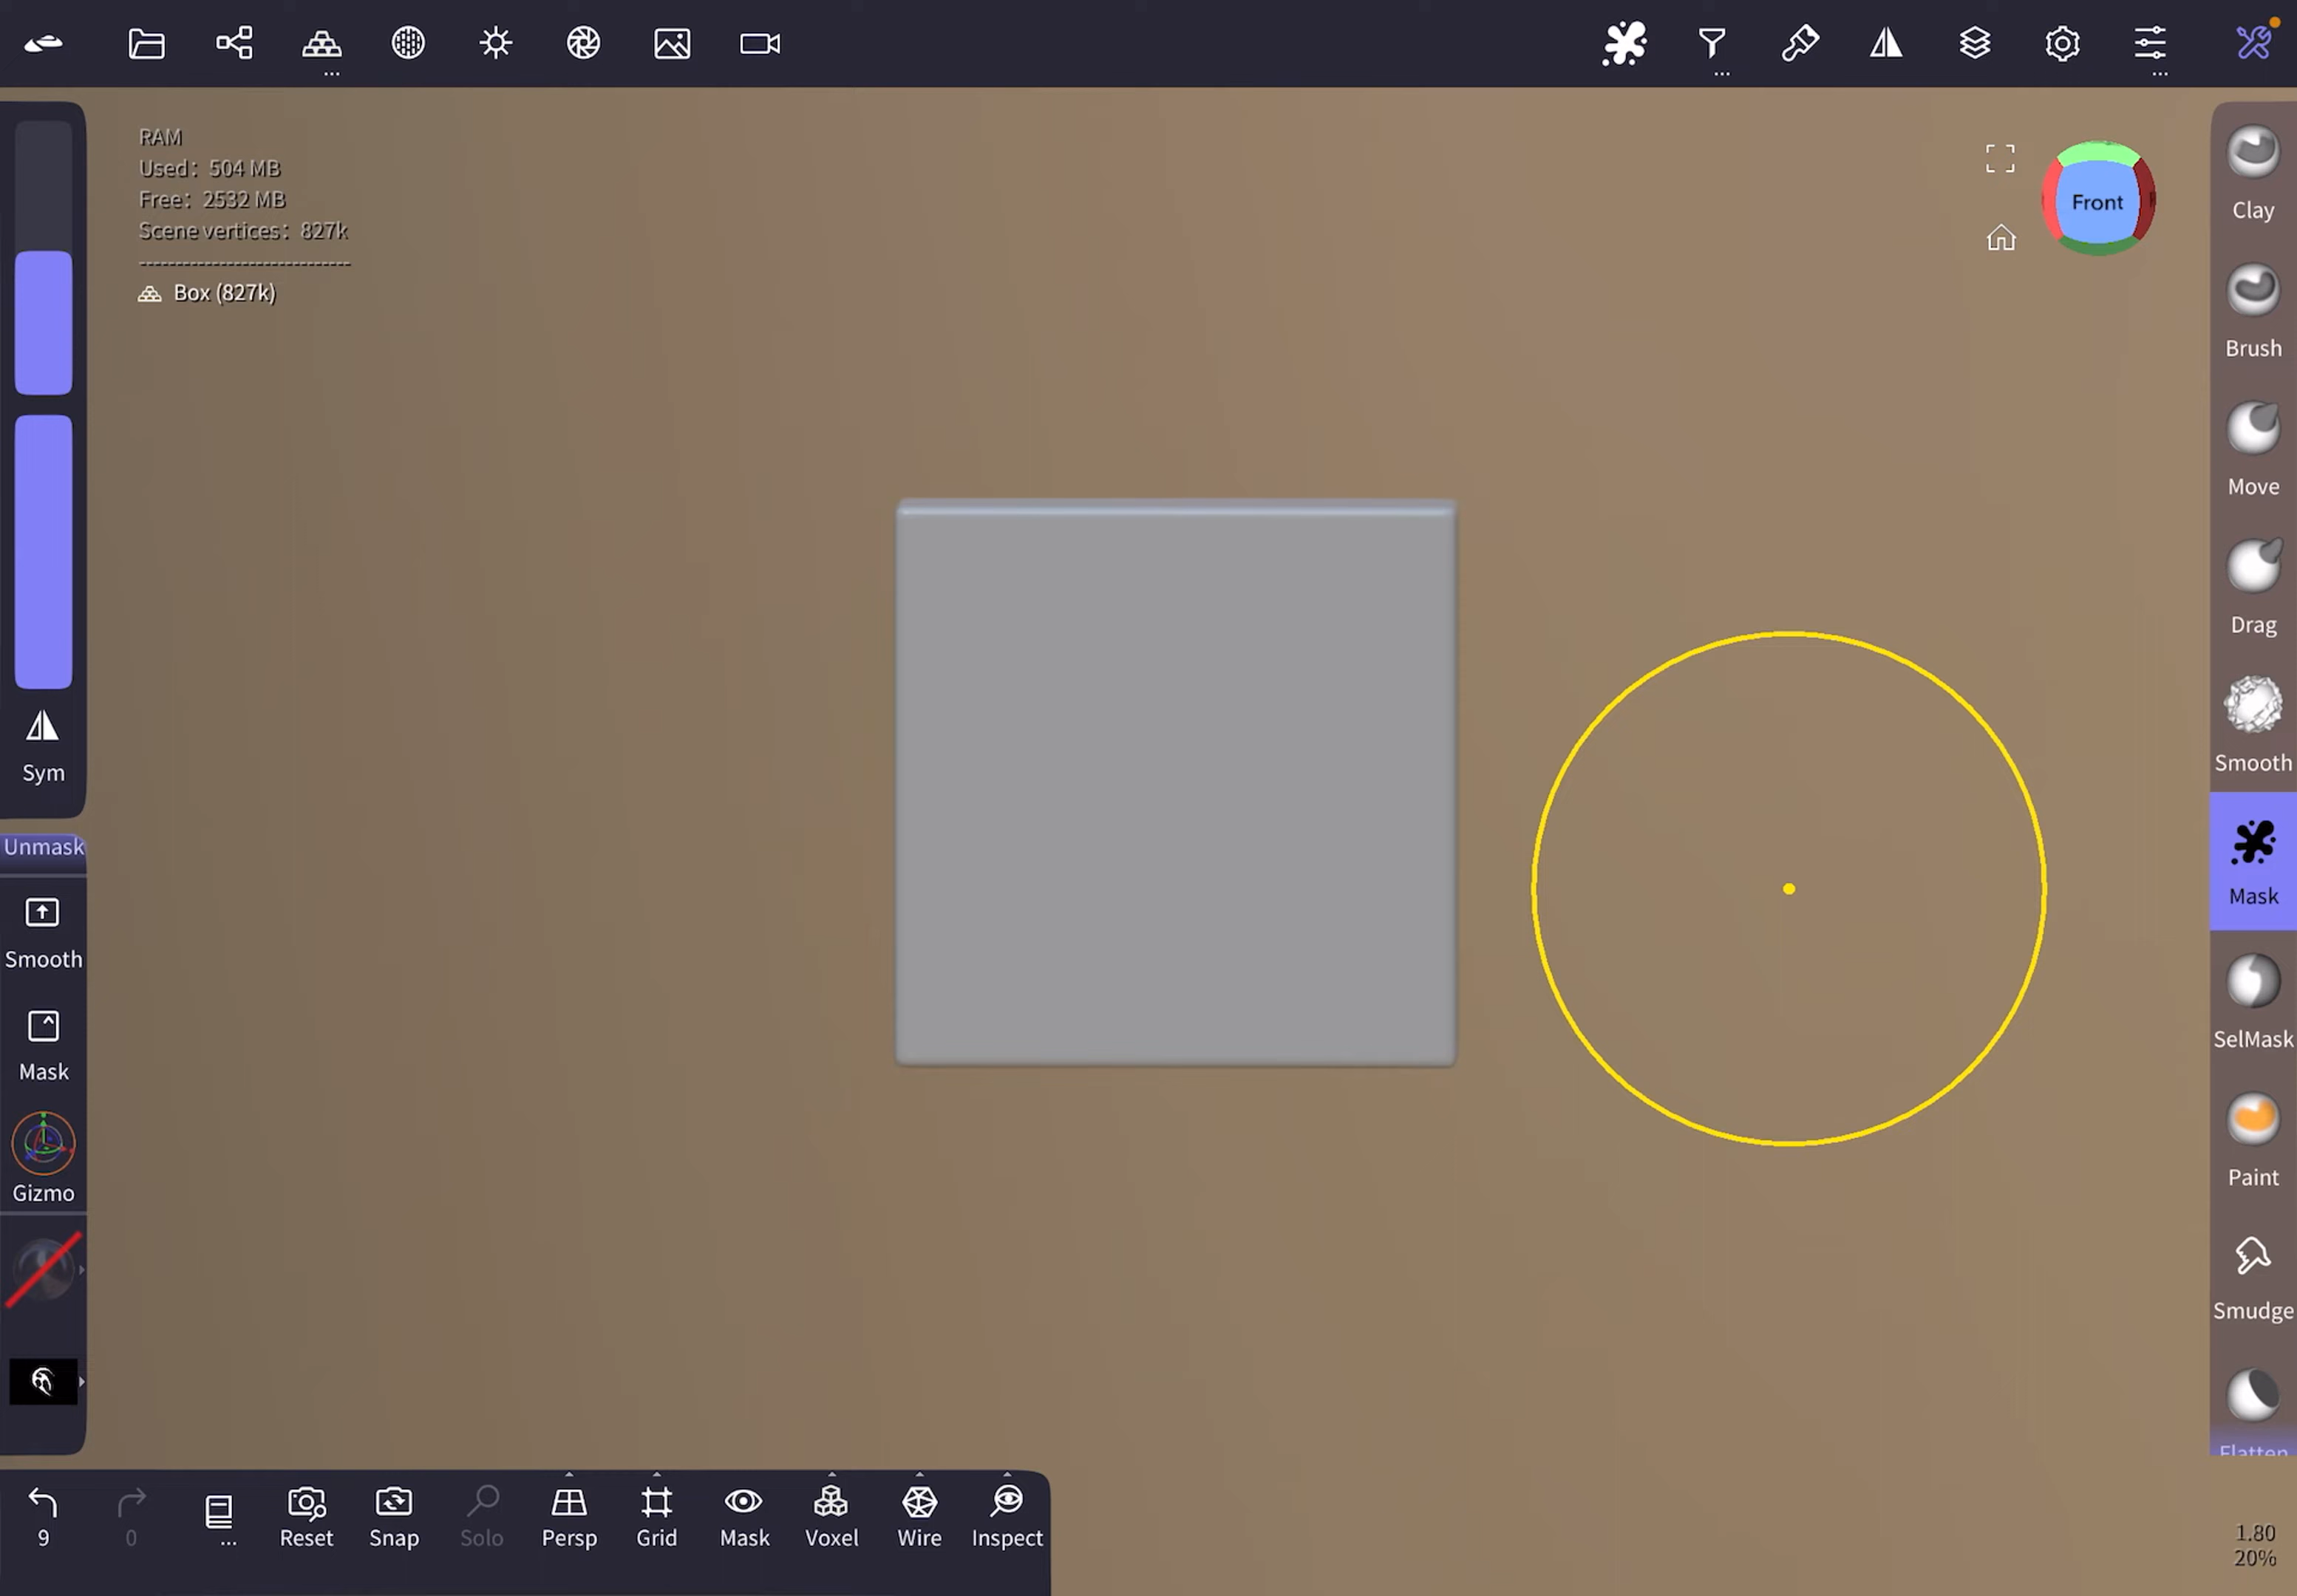 RAM
Used: 504 MB
Free: 2532 MB
Scene vertices: 827k
------------------------------
Box (827k)
Front
Sym
Unmask
Smooth
Mask
Gizmo
Clay
Brush
Move
Drag
Smooth
Mask
SelMask
Paint
Smudge
Flatten
9
0
...
Reset
Snap
Solo
Persp
Grid
Mask
Voxel
Wire
Inspect
1.80
20%